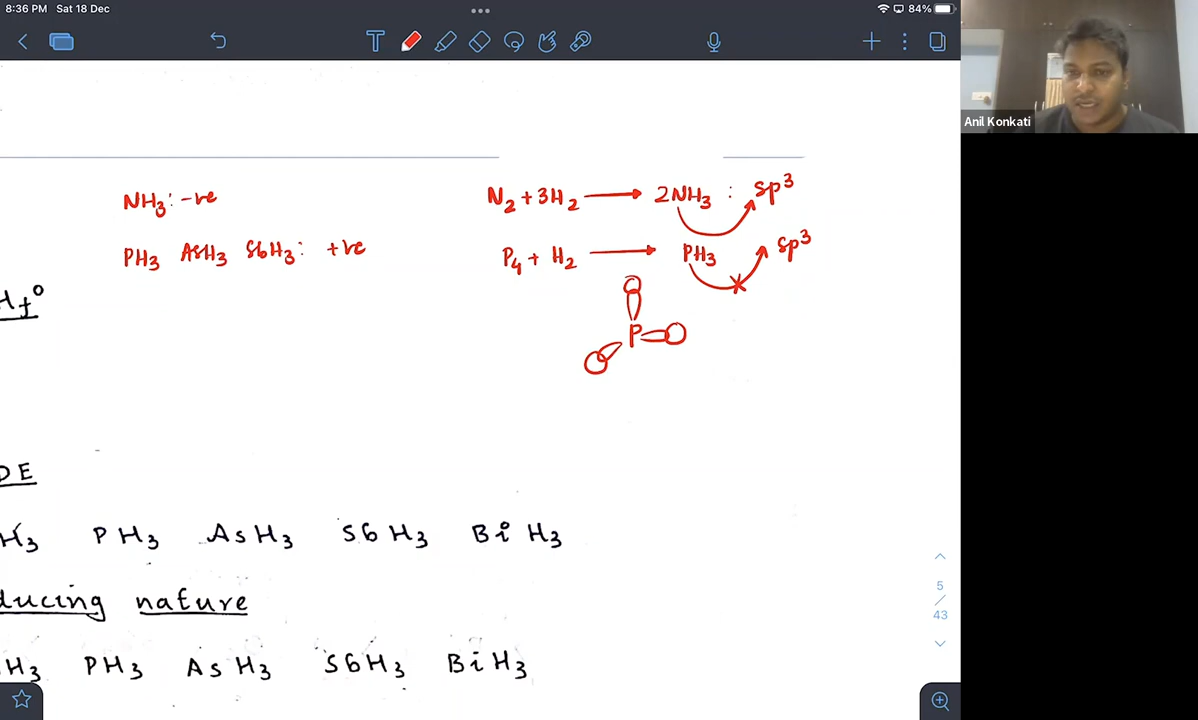 8:36 PM Sat 18 Dec
84%
Anil Konkati
NH3: -ve
N2 + 3H2 → 2NH3 : sp3
PH3 AsH3 SbH3: +ve
P4 + H2 → PH3 sp3
Hf°
P
DE
H3 PH3 AsH3 SbH3 BiH3
5
/
43
ducing nature
H3 PH3 AsH3 SbH3 BiH3